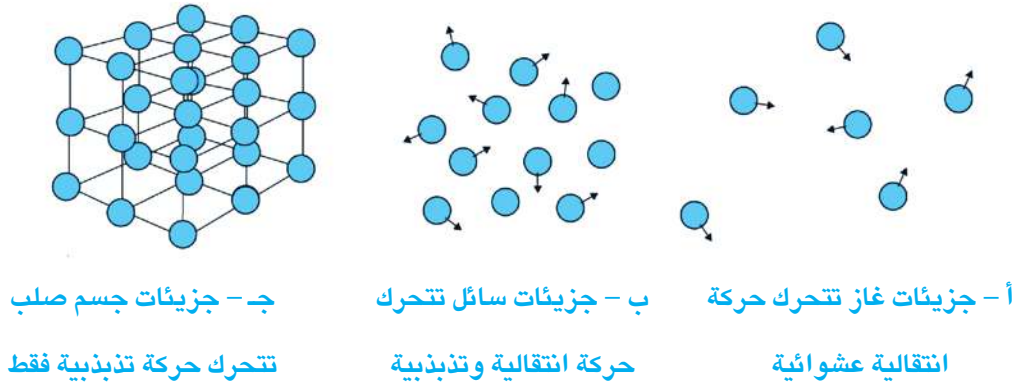 أ – جزيئات غاز تتحرك حركة
انتقالية عشوائية
ب – جزيئات سائل تتحرك
حركة انتقالية وتذبذبية
جـ – جزيئات جسم صلب
تتحرك حركة تذبذبية فقط